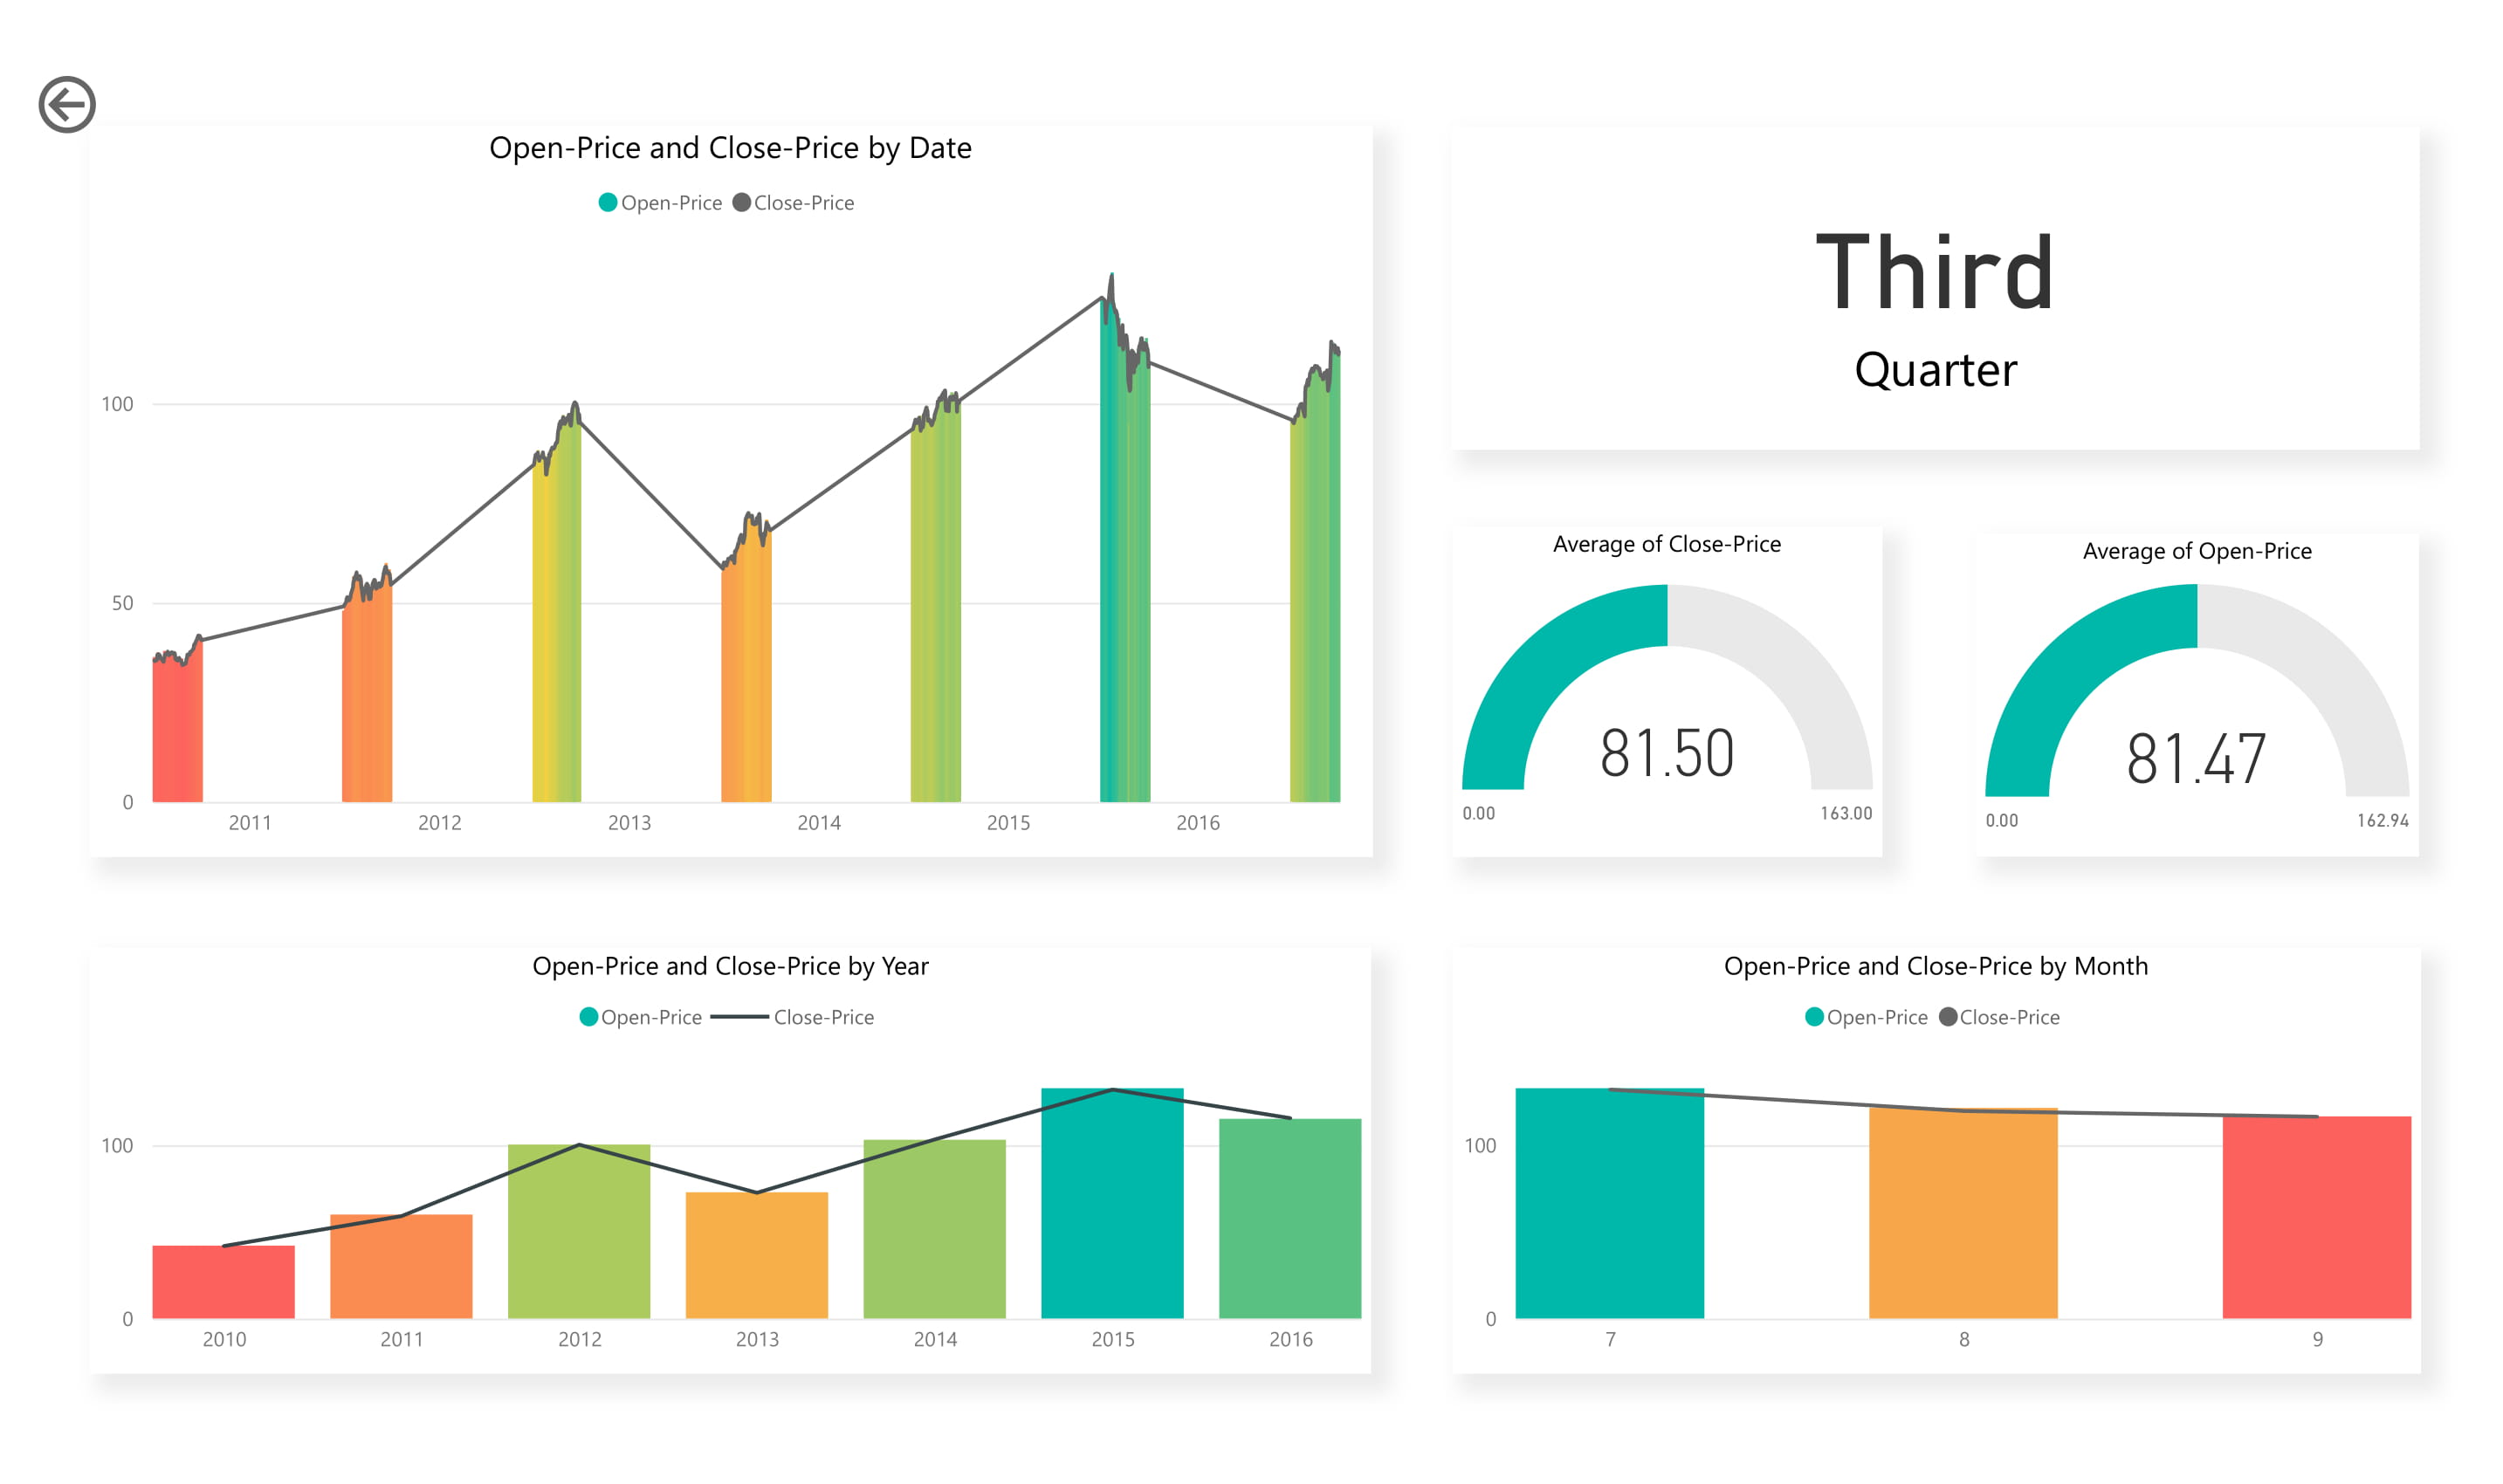 Open-Price and Close-Price by Date
Open-Price Close-Price
100
50
0
2011 2012 2013 2014 2015 2016
Third
Quarter
Average of Close-Price
81.50
0.00 163.00
Average of Open-Price
81.47
0.00 162.94
Open-Price and Close-Price by Year
Open-Price Close-Price
100
0
2010 2011 2012 2013 2014 2015 2016
Open-Price and Close-Price by Month
Open-Price Close-Price
100
0
7 8 9